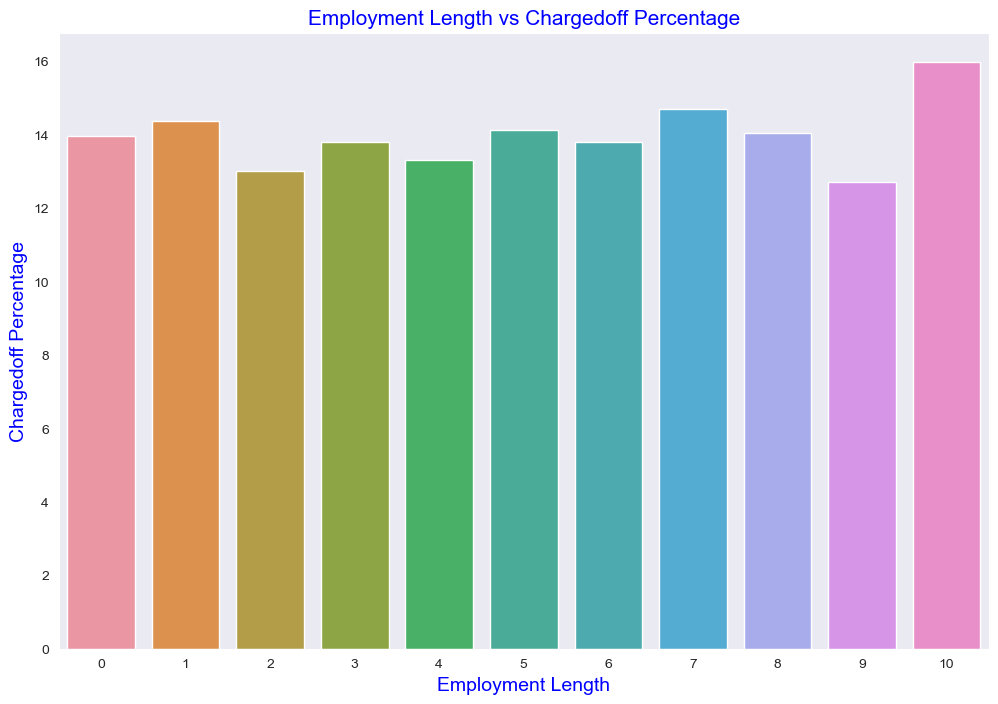 Employment Length vs Chargedoff Percentage
Chargedoff Percentage
16
14
12
10
8
6
4
2
0
0 1 2 3 4 5 6 7 8 9 10
Employment Length